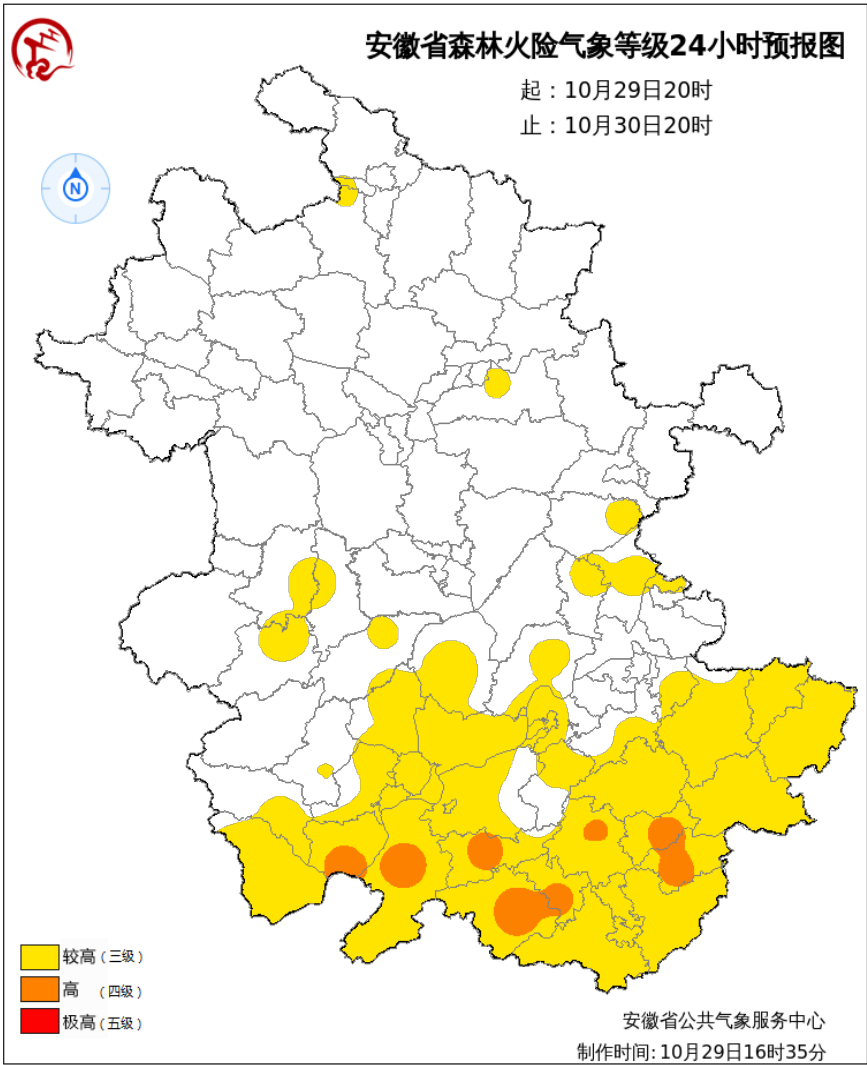 安徽省森林火险气象等级24小时预报图
起：10月29日20时
止：10月30日20时
N
较高（三级）
高 （四级）
极高（五级）
安徽省公共气象服务中心
制作时间: 10月29日16时35分